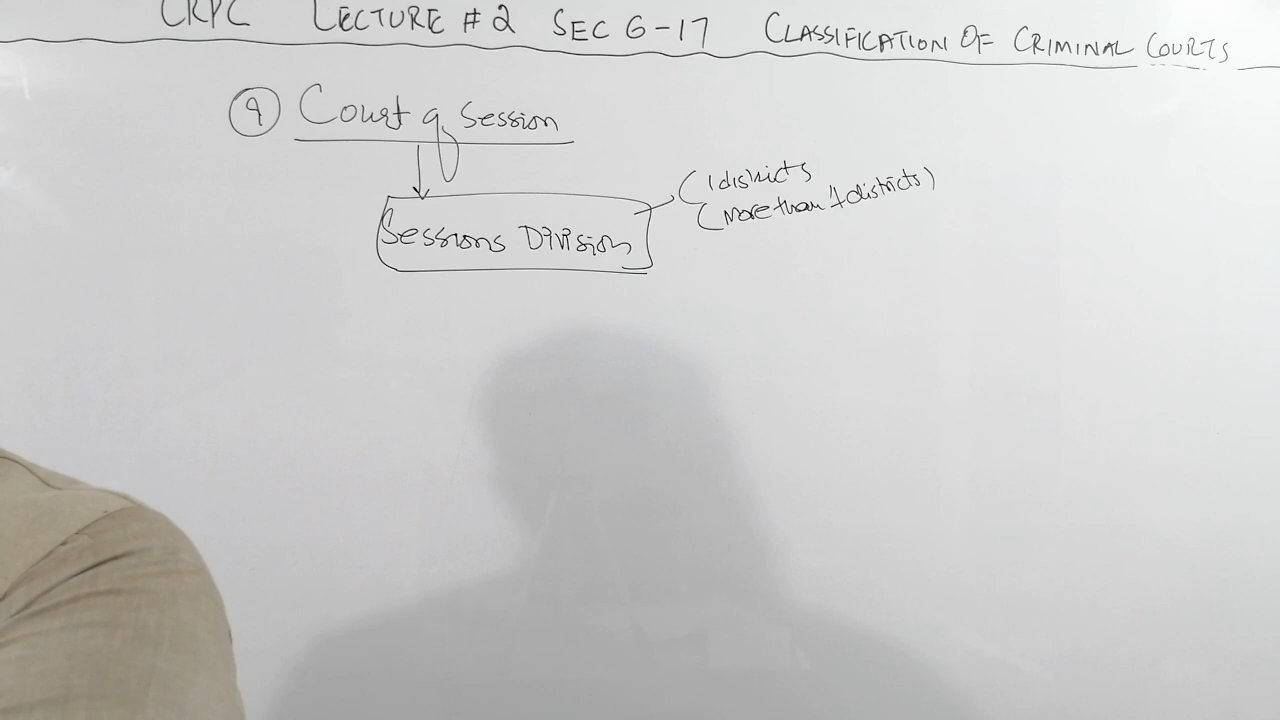 CRPC LECTURE # 2 SEC 6-17 CLASSIFICATION OF CRIMINAL COURTS
9 Court of Session
Sessions Division
(1 districts
(more than 1 districts)